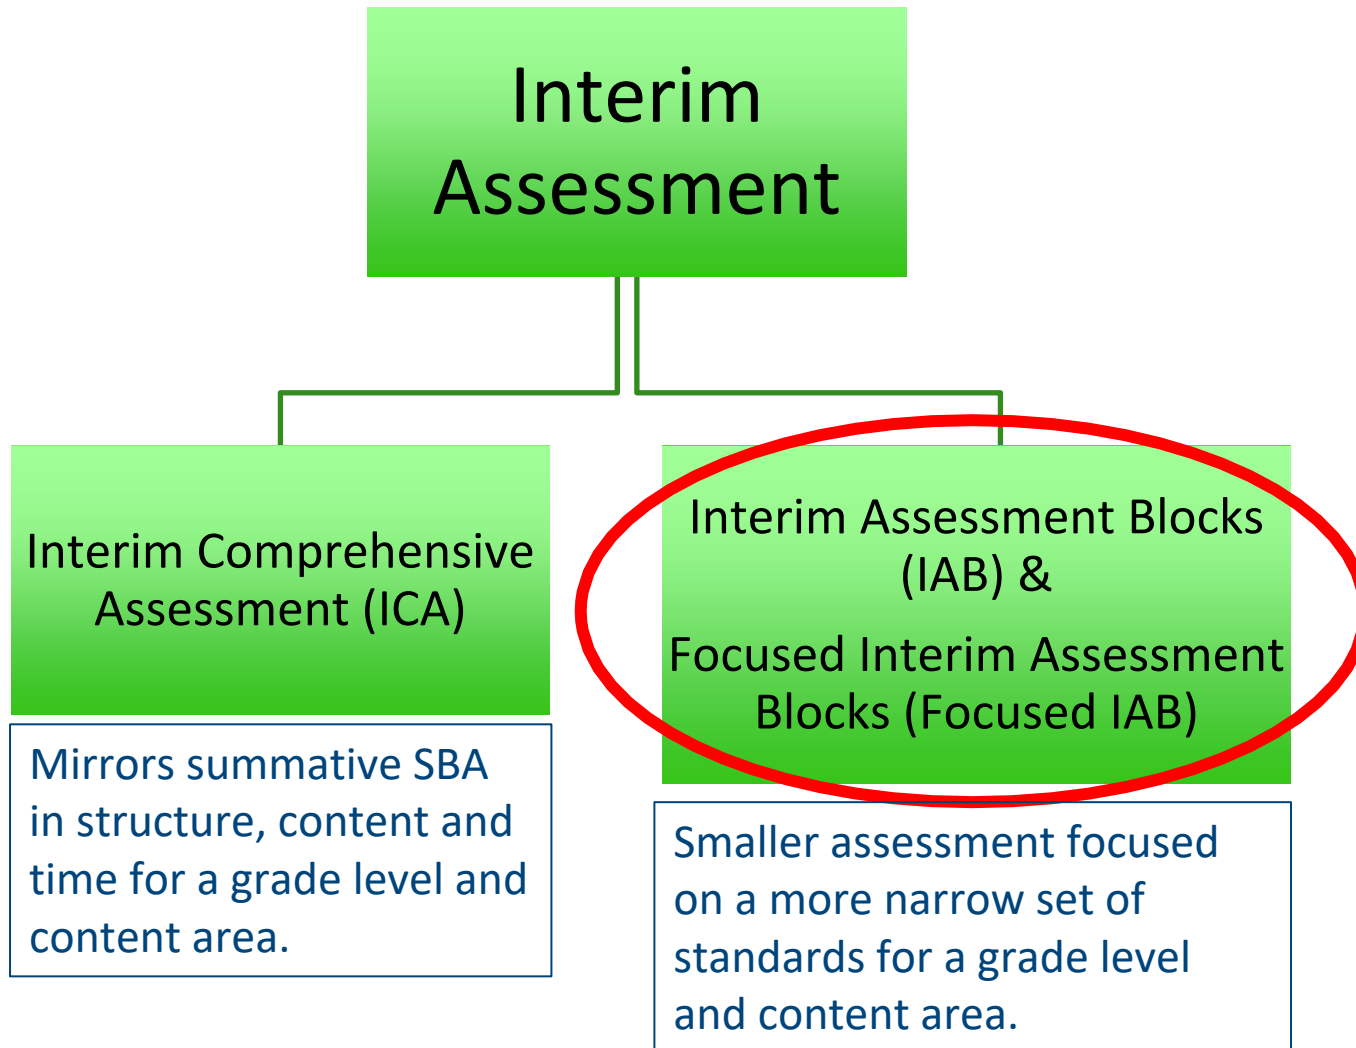 Interim
Assessment
Interim Comprehensive
Assessment (ICA)
Mirrors summative SBA
in structure, content and
time for a grade level and
content area.
Interim Assessment Blocks
(IAB) &
Focused Interim Assessment
Blocks (Focused IAB)
Smaller assessment focused
on a more narrow set of
standards for a grade level
and content area.